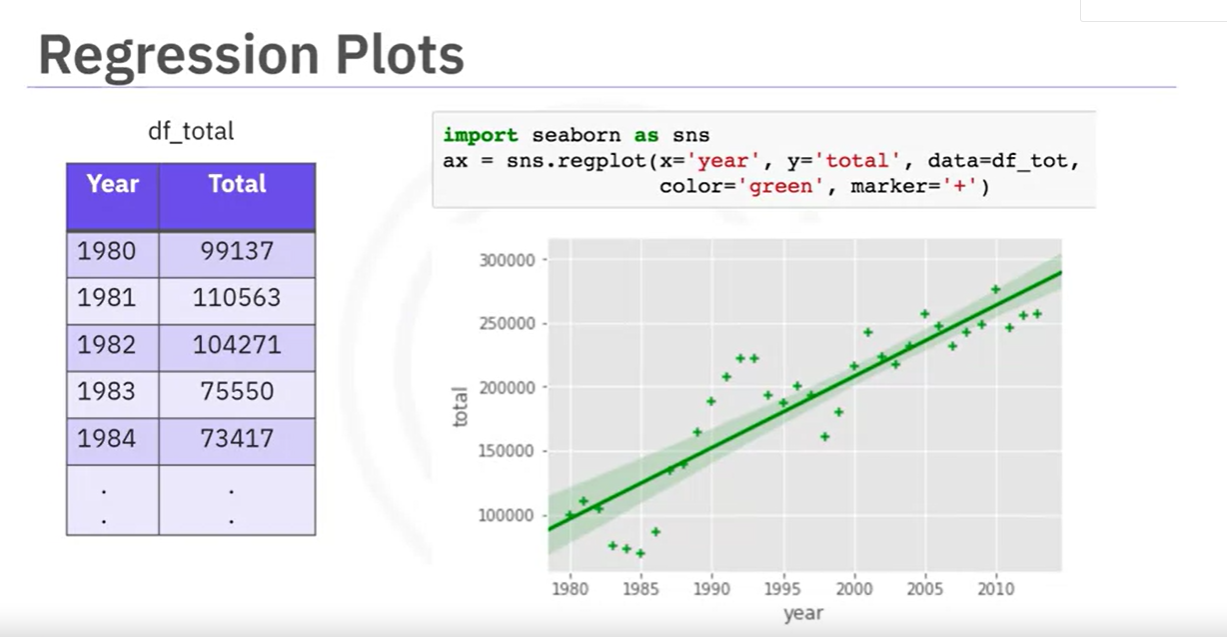 Regression Plots
df_total
Year Total
1980 99137
1981 110563
1982 104271
1983 75550
1984 73417
. .
. .
import seaborn as sns
ax = sns.regplot(x='year', y='total', data=df_tot,
color='green', marker='+')
300000
250000
200000
150000
100000
total
1980 1985 1990 1995 2000 2005 2010
year